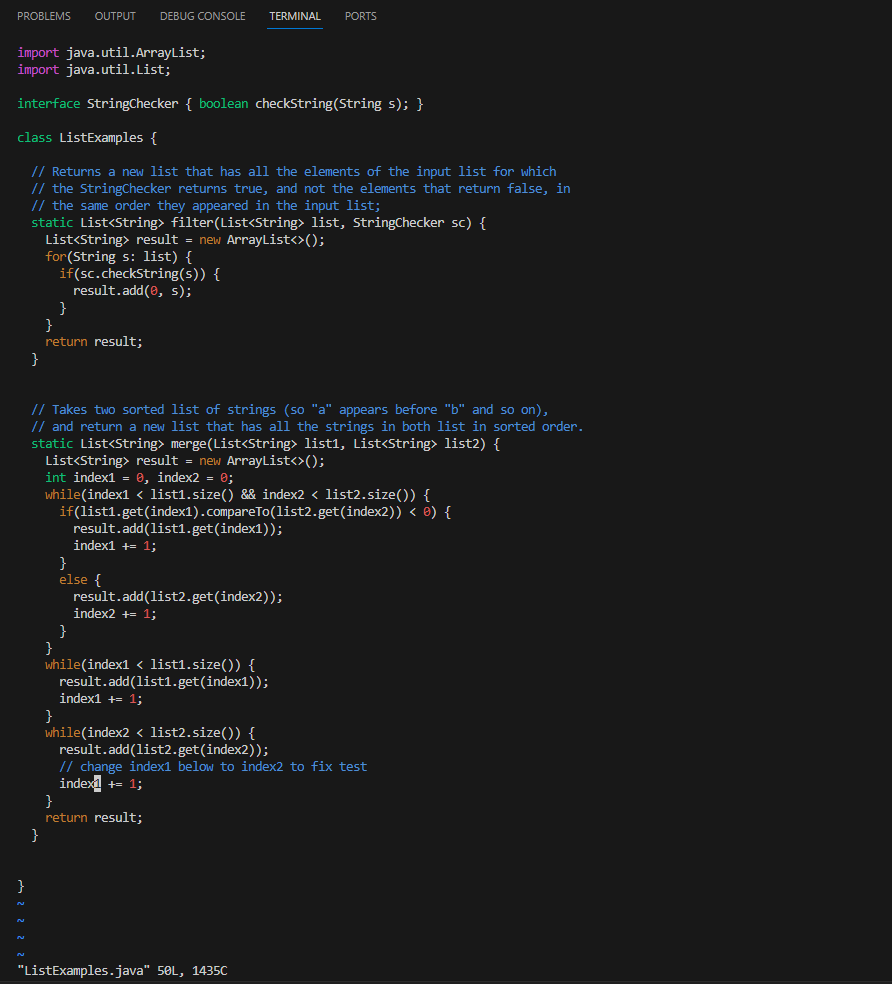 PROBLEMS OUTPUT DEBUG CONSOLE TERMINAL PORTS
import java.util.ArrayList;
import java.util.List;

interface StringChecker { boolean checkString(String s); }

class ListExamples {

  // Returns a new list that has all the elements of the input list for which
  // the StringChecker returns true, and not the elements that return false, in
  // the same order they appeared in the input list;
  static List<String> filter(List<String> list, StringChecker sc) {
    List<String> result = new ArrayList<>();
    for(String s: list) {
      if(sc.checkString(s)) {
        result.add(0, s);
      }
    }
    return result;
  }


  // Takes two sorted list of strings (so "a" appears before "b" and so on),
  // and return a new list that has all the strings in both list in sorted order.
  static List<String> merge(List<String> list1, List<String> list2) {
    List<String> result = new ArrayList<>();
    int index1 = 0, index2 = 0;
    while(index1 < list1.size() && index2 < list2.size()) {
      if(list1.get(index1).compareTo(list2.get(index2)) < 0) {
        result.add(list1.get(index1));
        index1 += 1;
      }
      else {
        result.add(list2.get(index2));
        index2 += 1;
      }
    }
    while(index1 < list1.size()) {
      result.add(list1.get(index1));
      index1 += 1;
    }
    while(index2 < list2.size()) {
      result.add(list2.get(index2));
      // change index1 below to index2 to fix test
      index1 += 1;
    }
    return result;
  }


}
~
~
~
~
"ListExamples.java" 50L, 1435C